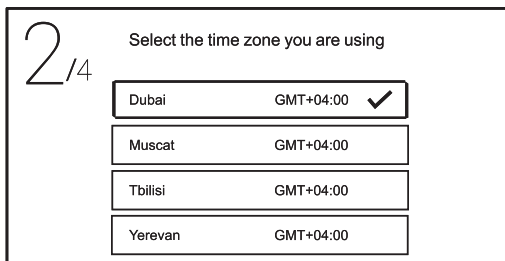 2/4
Select the time zone you are using
Dubai GMT+04:00
Muscat GMT+04:00
Tbilisi GMT+04:00
Yerevan GMT+04:00